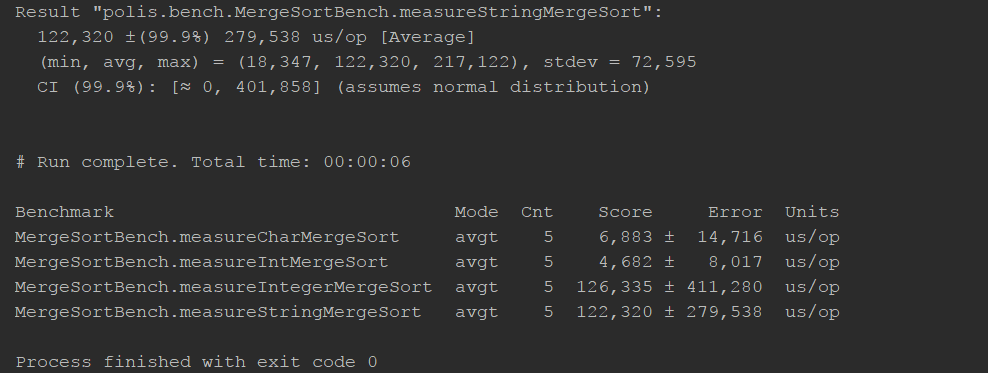 Result "polis.bench.MergeSortBench.measureStringMergeSort":
122,320 ±(99.9%) 279,538 us/op [Average]
(min, avg, max) = (18,347, 122,320, 217,122), stdev = 72,595
CI (99.9%): [≈ 0, 401,858] (assumes normal distribution)
# Run complete. Total time: 00:00:06
Benchmark Mode Cnt Score Error Units
MergeSortBench.measureCharMergeSort avgt 5 6,883 ± 14,716 us/op
MergeSortBench.measureIntMergeSort avgt 5 4,682 ± 8,017 us/op
MergeSortBench.measureIntegerMergeSort avgt 5 126,335 ± 411,280 us/op
MergeSortBench.measureStringMergeSort avgt 5 122,320 ± 279,538 us/op
Process finished with exit code 0